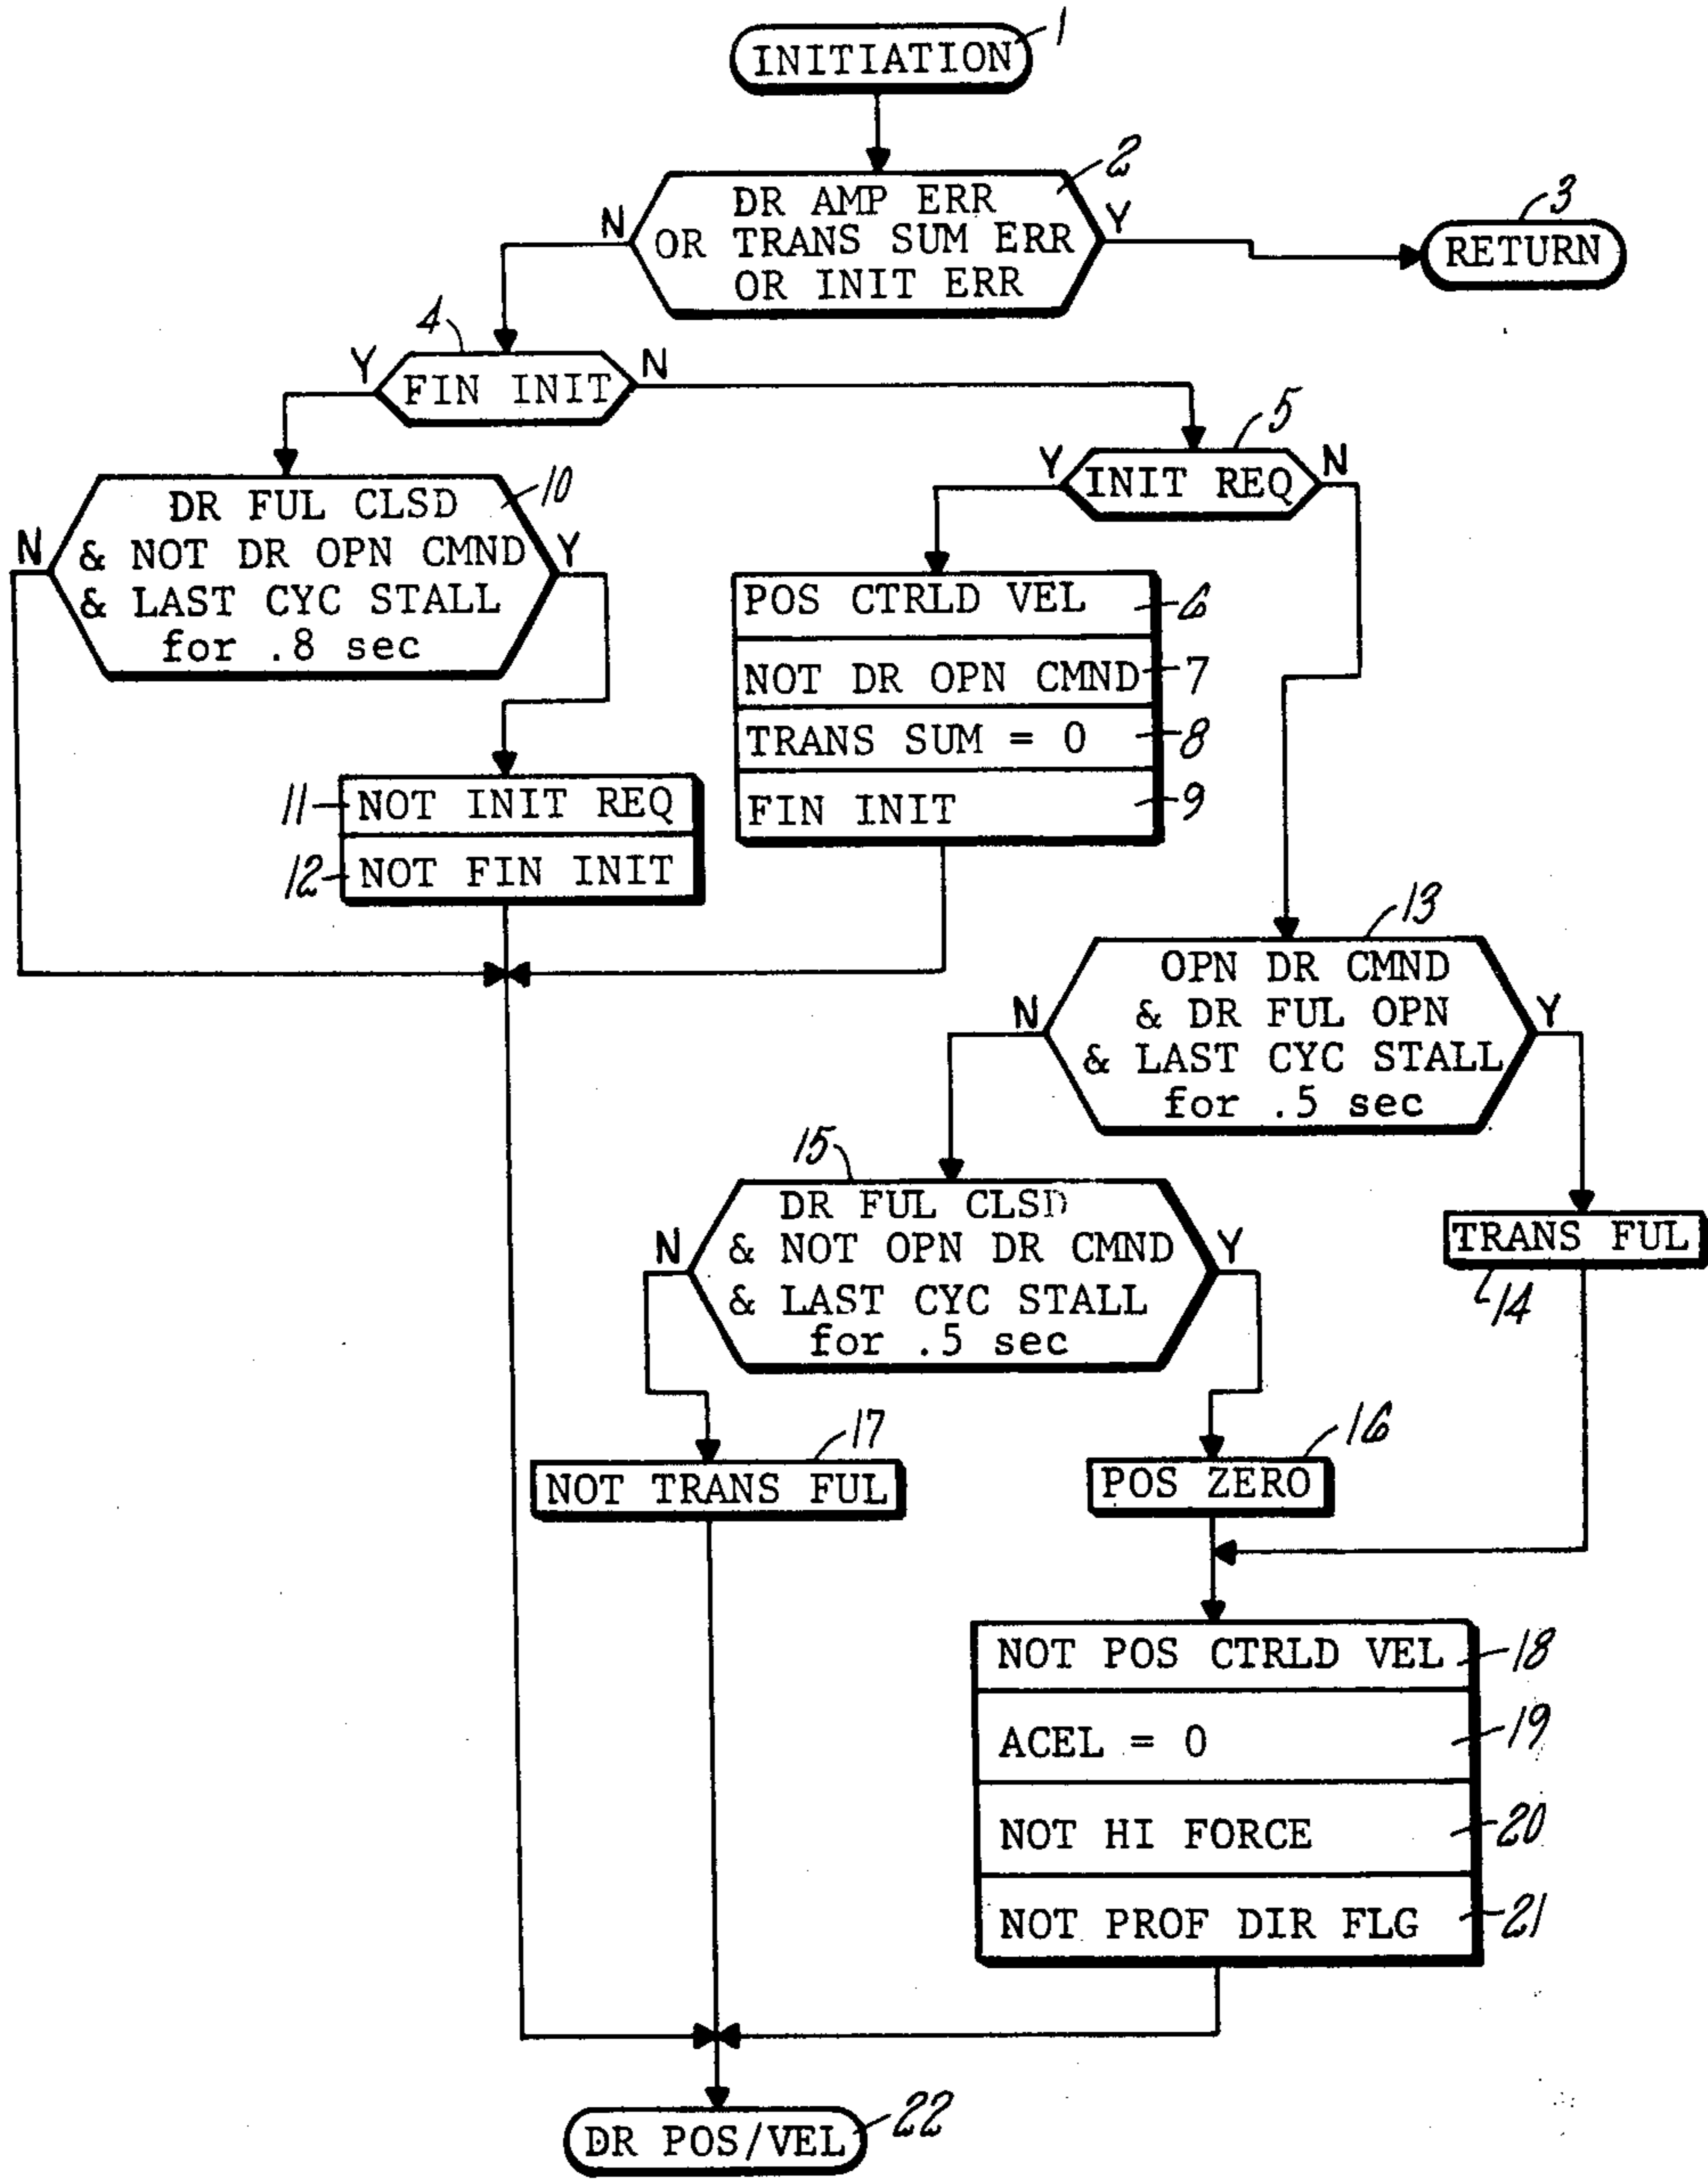 INITIATION
1
DR AMP ERR
OR TRANS SUM ERR
OR INIT ERR
2
N
Y
RETURN
3
FIN INIT
4
Y
N
INIT REQ
5
Y
N
DR FUL CLSD
& NOT DR OPN CMND
& LAST CYC STALL
for .8 sec
10
N
Y
POS CTRLD VEL
6
NOT DR OPN CMND
7
TRANS SUM = 0
8
FIN INIT
9
11
NOT INIT REQ
12
NOT FIN INIT
OPN DR CMND
& DR FUL OPN
& LAST CYC STALL
for .5 sec
13
N
Y
15
DR FUL CLSD
& NOT OPN DR CMND
& LAST CYC STALL
for .5 sec
N
Y
TRANS FUL
14
17
NOT TRANS FUL
16
POS ZERO
NOT POS CTRLD VEL
18
ACEL = 0
19
NOT HI FORCE
20
NOT PROF DIR FLG
21
DR POS/VEL
22